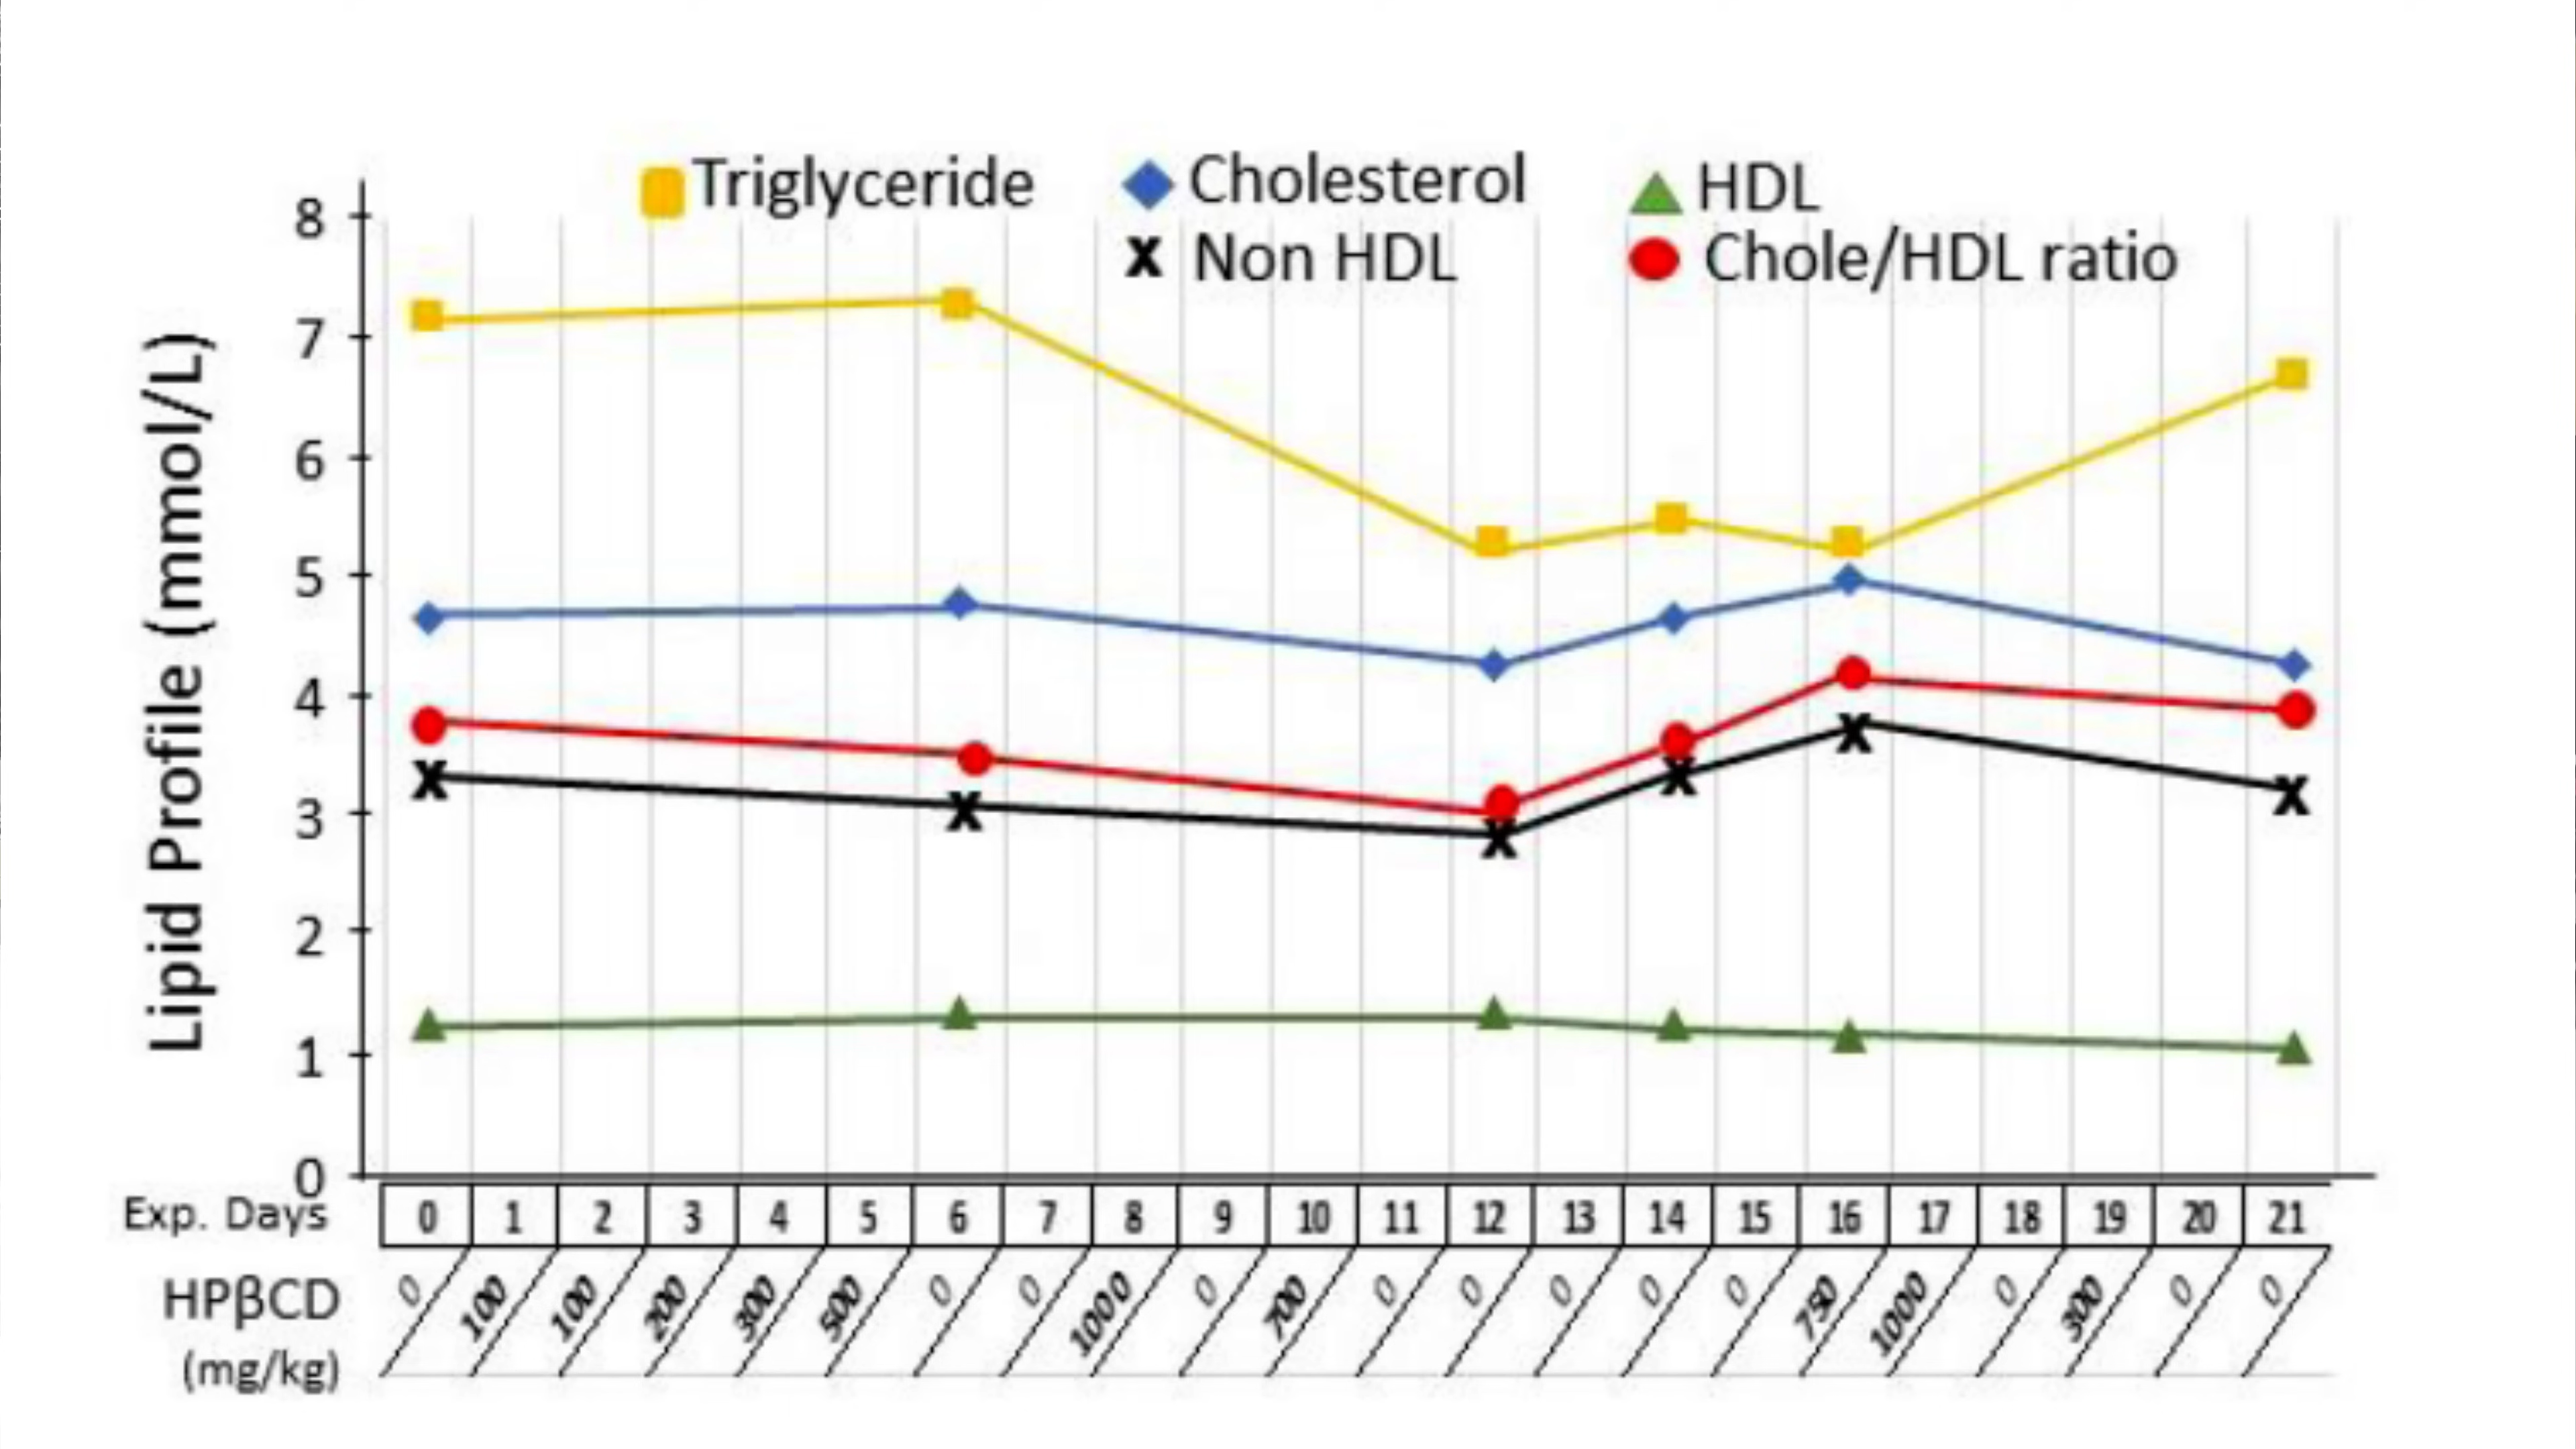 Triglyceride Cholesterol HDL
Non HDL Chole/HDL ratio
Lipid Profile (mmol/L)
8
7
6
5
4
3
2
1
0
Exp. Days 0 1 2 3 4 5 6 7 8 9 10 11 12 13 14 15 16 17 18 19 20 21
HPβCD 0 100 100 200 300 500 0 0 1000 0 700 0 0 0 0 0 750 1000 0 300 0 0
(mg/kg)